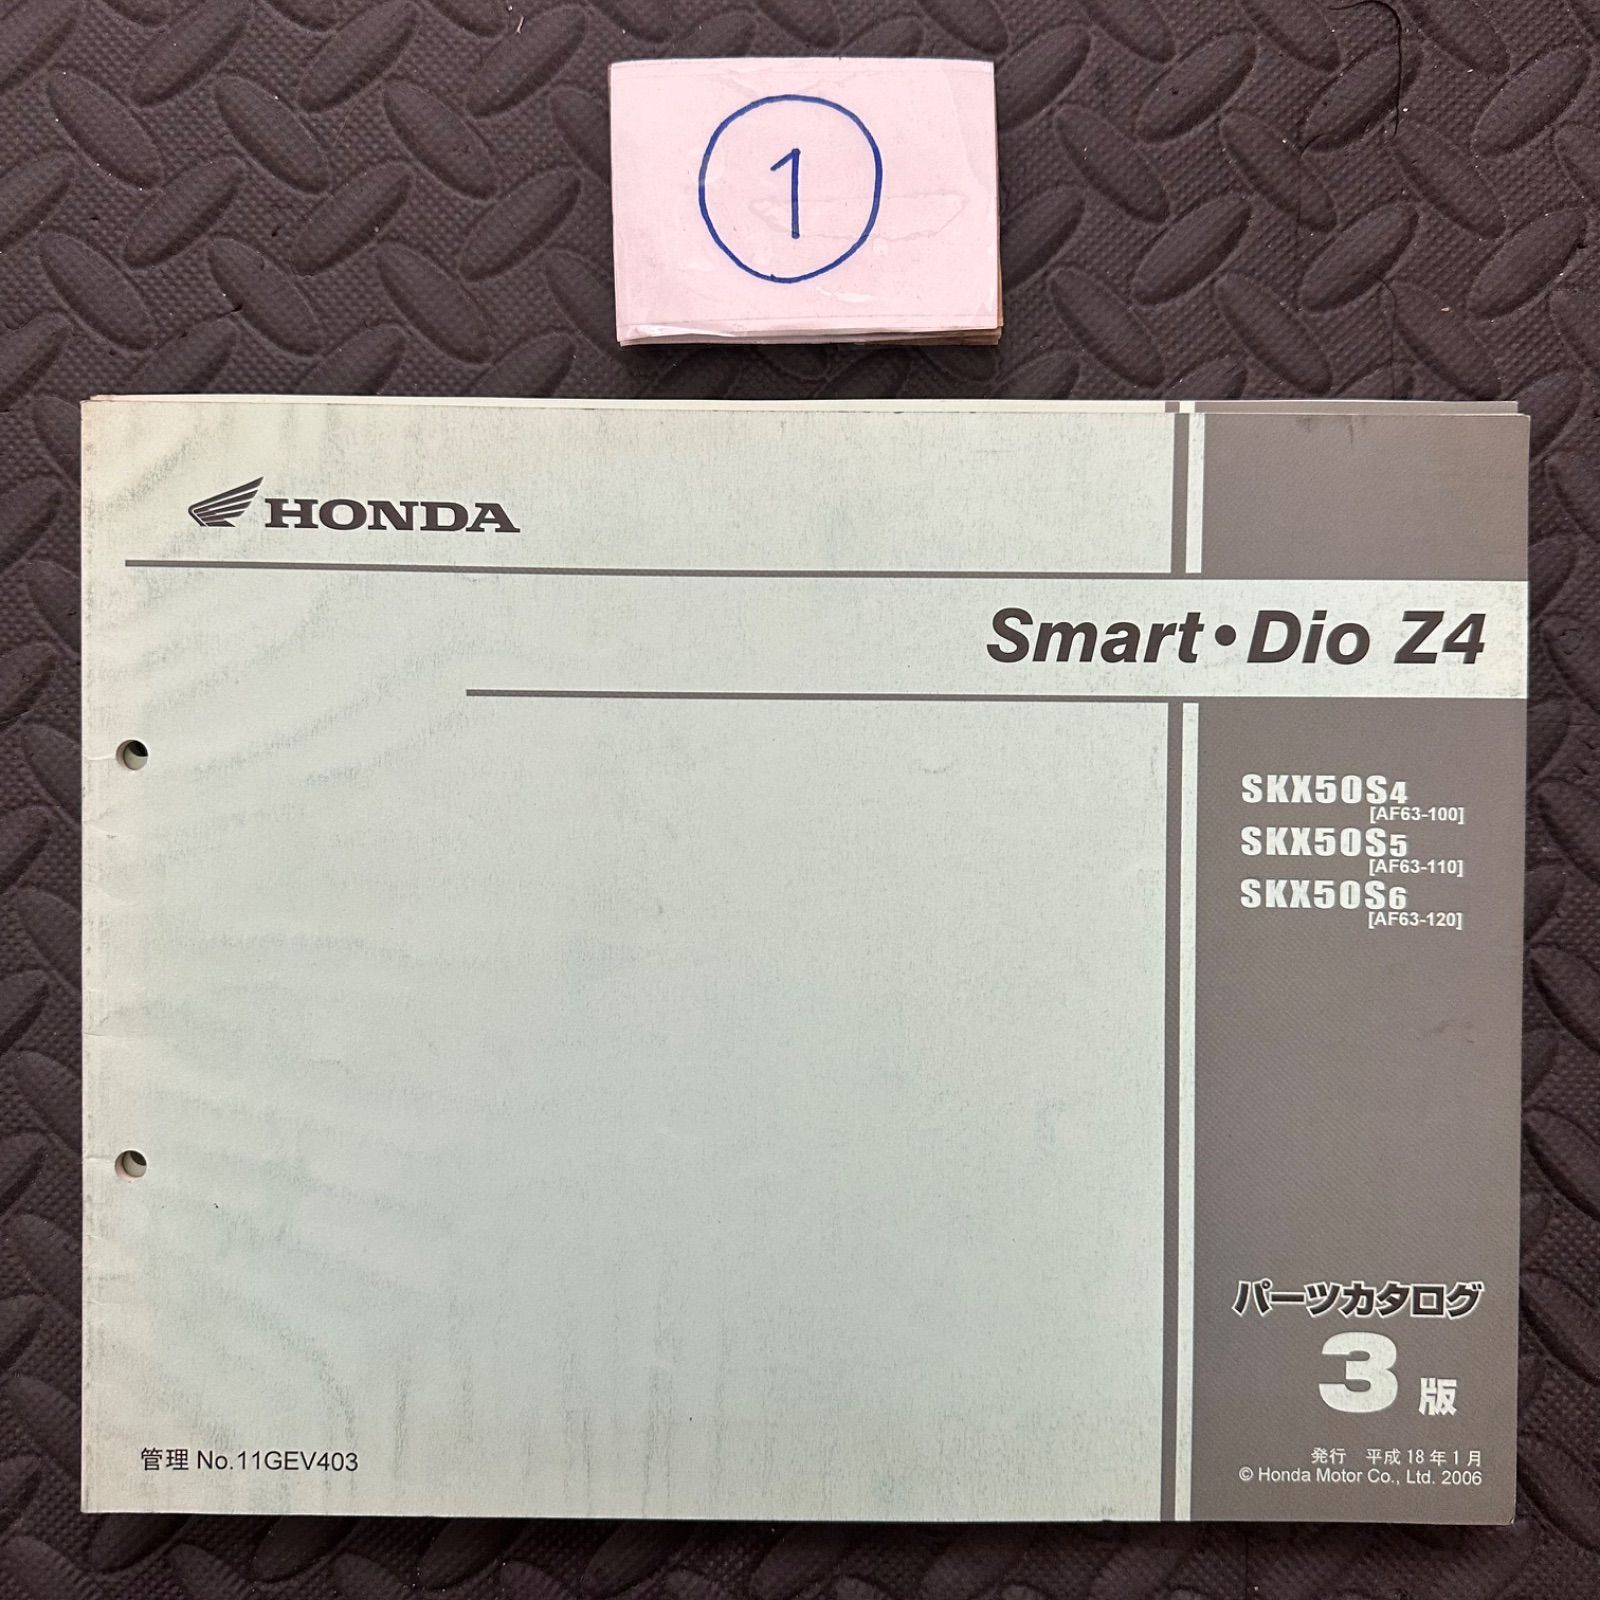 1
HONDA
Smart・Dio Z4
SKX50S4
[AF63-100]
SKX50S5
[AF63-110]
SKX50S6
[AF63-120]
パーツカタログ
3版
管理 No.11GEV403
発行 平成18年1月
© Honda Motor Co., Ltd. 2006